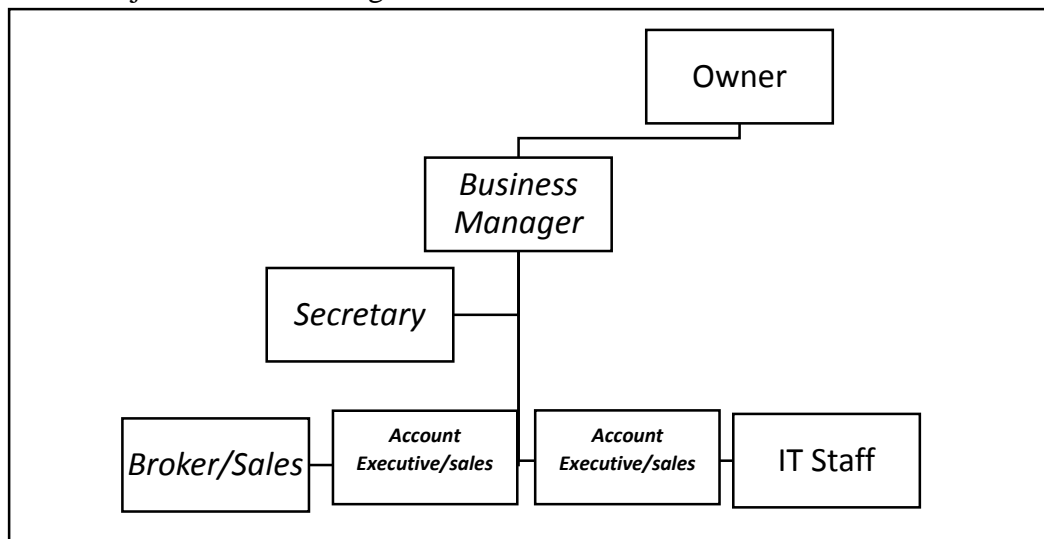 Owner
Business
Manager
Secretary
Broker/Sales
Account
Executive/sales
Account
Executive/sales
IT Staff